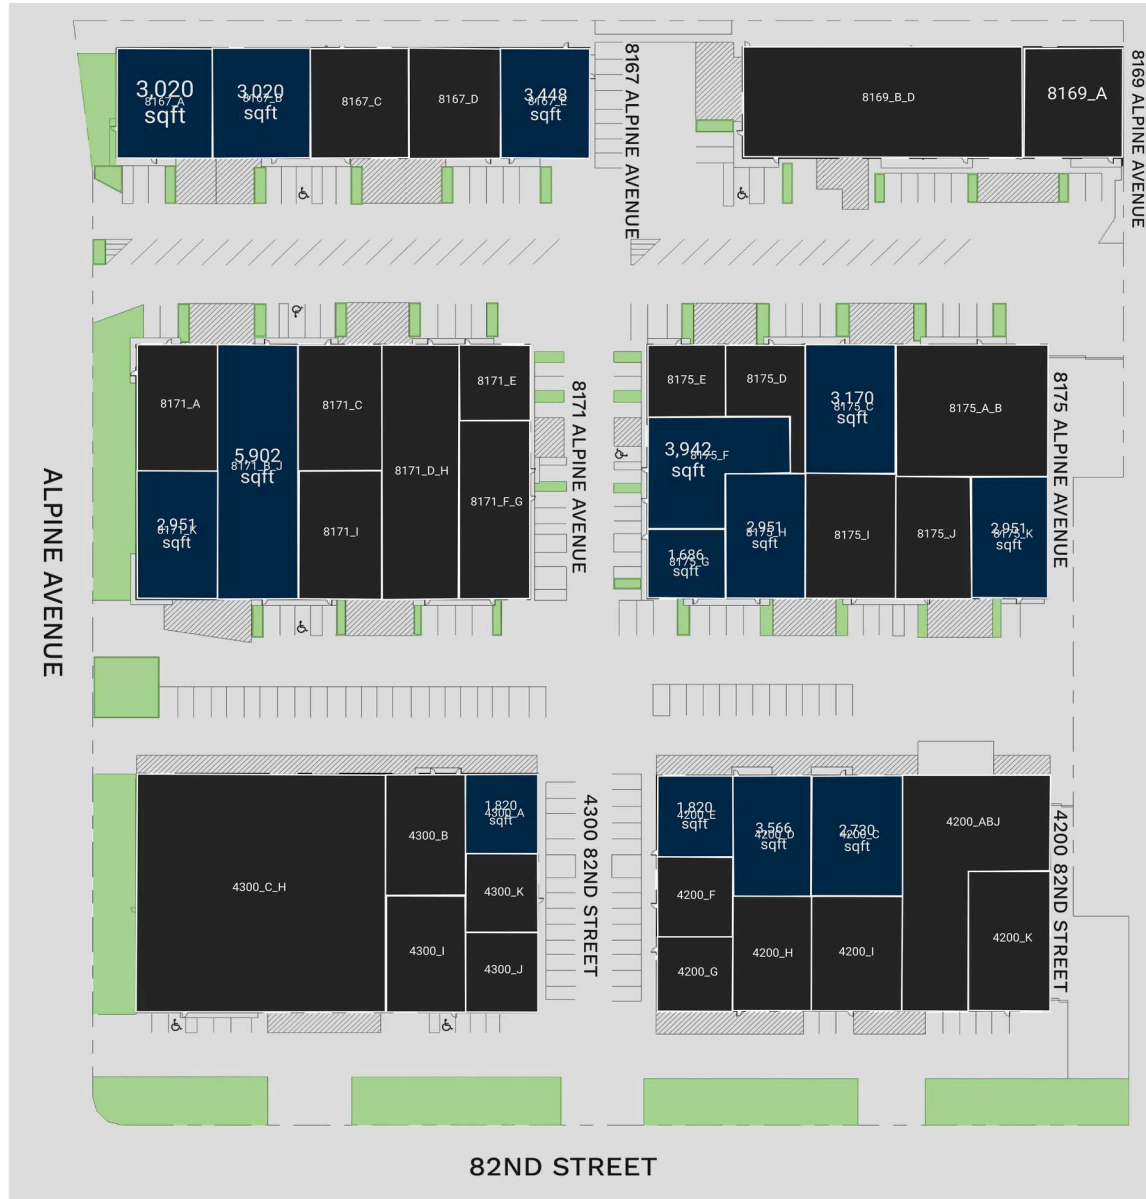 3,020
sqft
8167_A
3,020
sqft
8167_B
8167_C
8167_D
3,448
sqft
8167_E
8167 ALPINE AVENUE
8169_B_D
8169_A
8169 ALPINE AVENUE
8171_A
5,902
sqft
8171_B_J
8171_C
8171_D_H
8171_E
8171_F_G
2,951
sqft
8171_K
8171_I
8171 ALPINE AVENUE
8175_E
8175_D
3,170
sqft
8175_C
8175_A_B
3,942
sqft
8175_F
1,686
sqft
8175_G
2,951
sqft
8175_H
8175_I
8175_J
2,951
sqft
8175_K
8175 ALPINE AVENUE
ALPINE AVENUE
4300_C_H
4300_B
1,820
sqft
4300_A
4300_K
4300_I
4300_J
4300 82ND STREET
1,820
sqft
4200_E
3,566
sqft
4200_D
2,730
sqft
4200_C
4200_ABJ
4200_F
4200_G
4200_H
4200_I
4200_K
4200 82ND STREET
82ND STREET